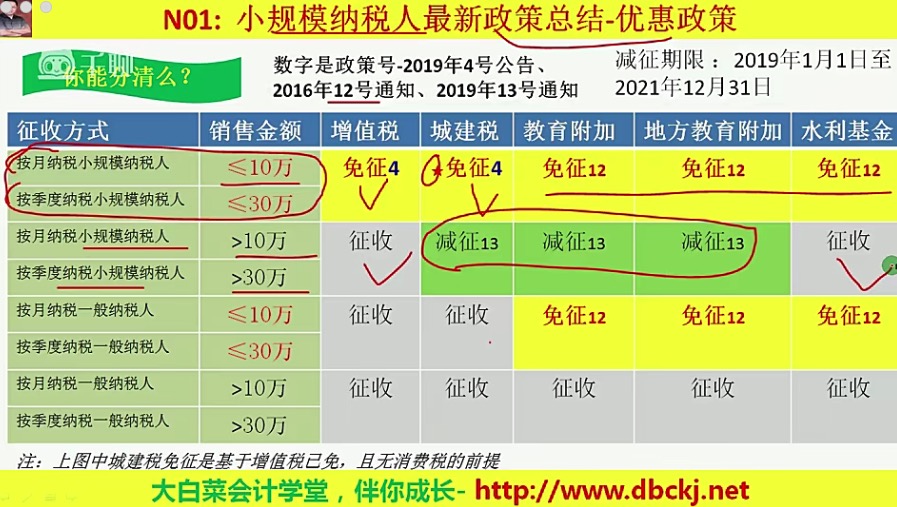 N01: 小规模纳税人最新政策总结-优惠政策
你能分清么？
数字是政策号-2019年4号公告、
2016年12号通知、2019年13号通知
减征期限：2019年1月1日至
2021年12月31日
征收方式 销售金额 增值税 城建税 教育附加 地方教育附加 水利基金
按月纳税小规模纳税人 ≤10万 免征4 *免征4 免征12 免征12 免征12
按季度纳税小规模纳税人 ≤30万
按月纳税小规模纳税人 >10万 征收 减征13 减征13 减征13 征收
按季度纳税小规模纳税人 >30万
按月纳税一般纳税人 ≤10万 征收 征收 免征12 免征12 免征12
按季度纳税一般纳税人 ≤30万
按月纳税一般纳税人 >10万 征收 征收 征收 征收 征收
按季度纳税一般纳税人 >30万
注：上图中城建税免征是基于增值税已免，且无消费税的前提
大白菜会计学堂，伴你成长- http://www.dbckj.net